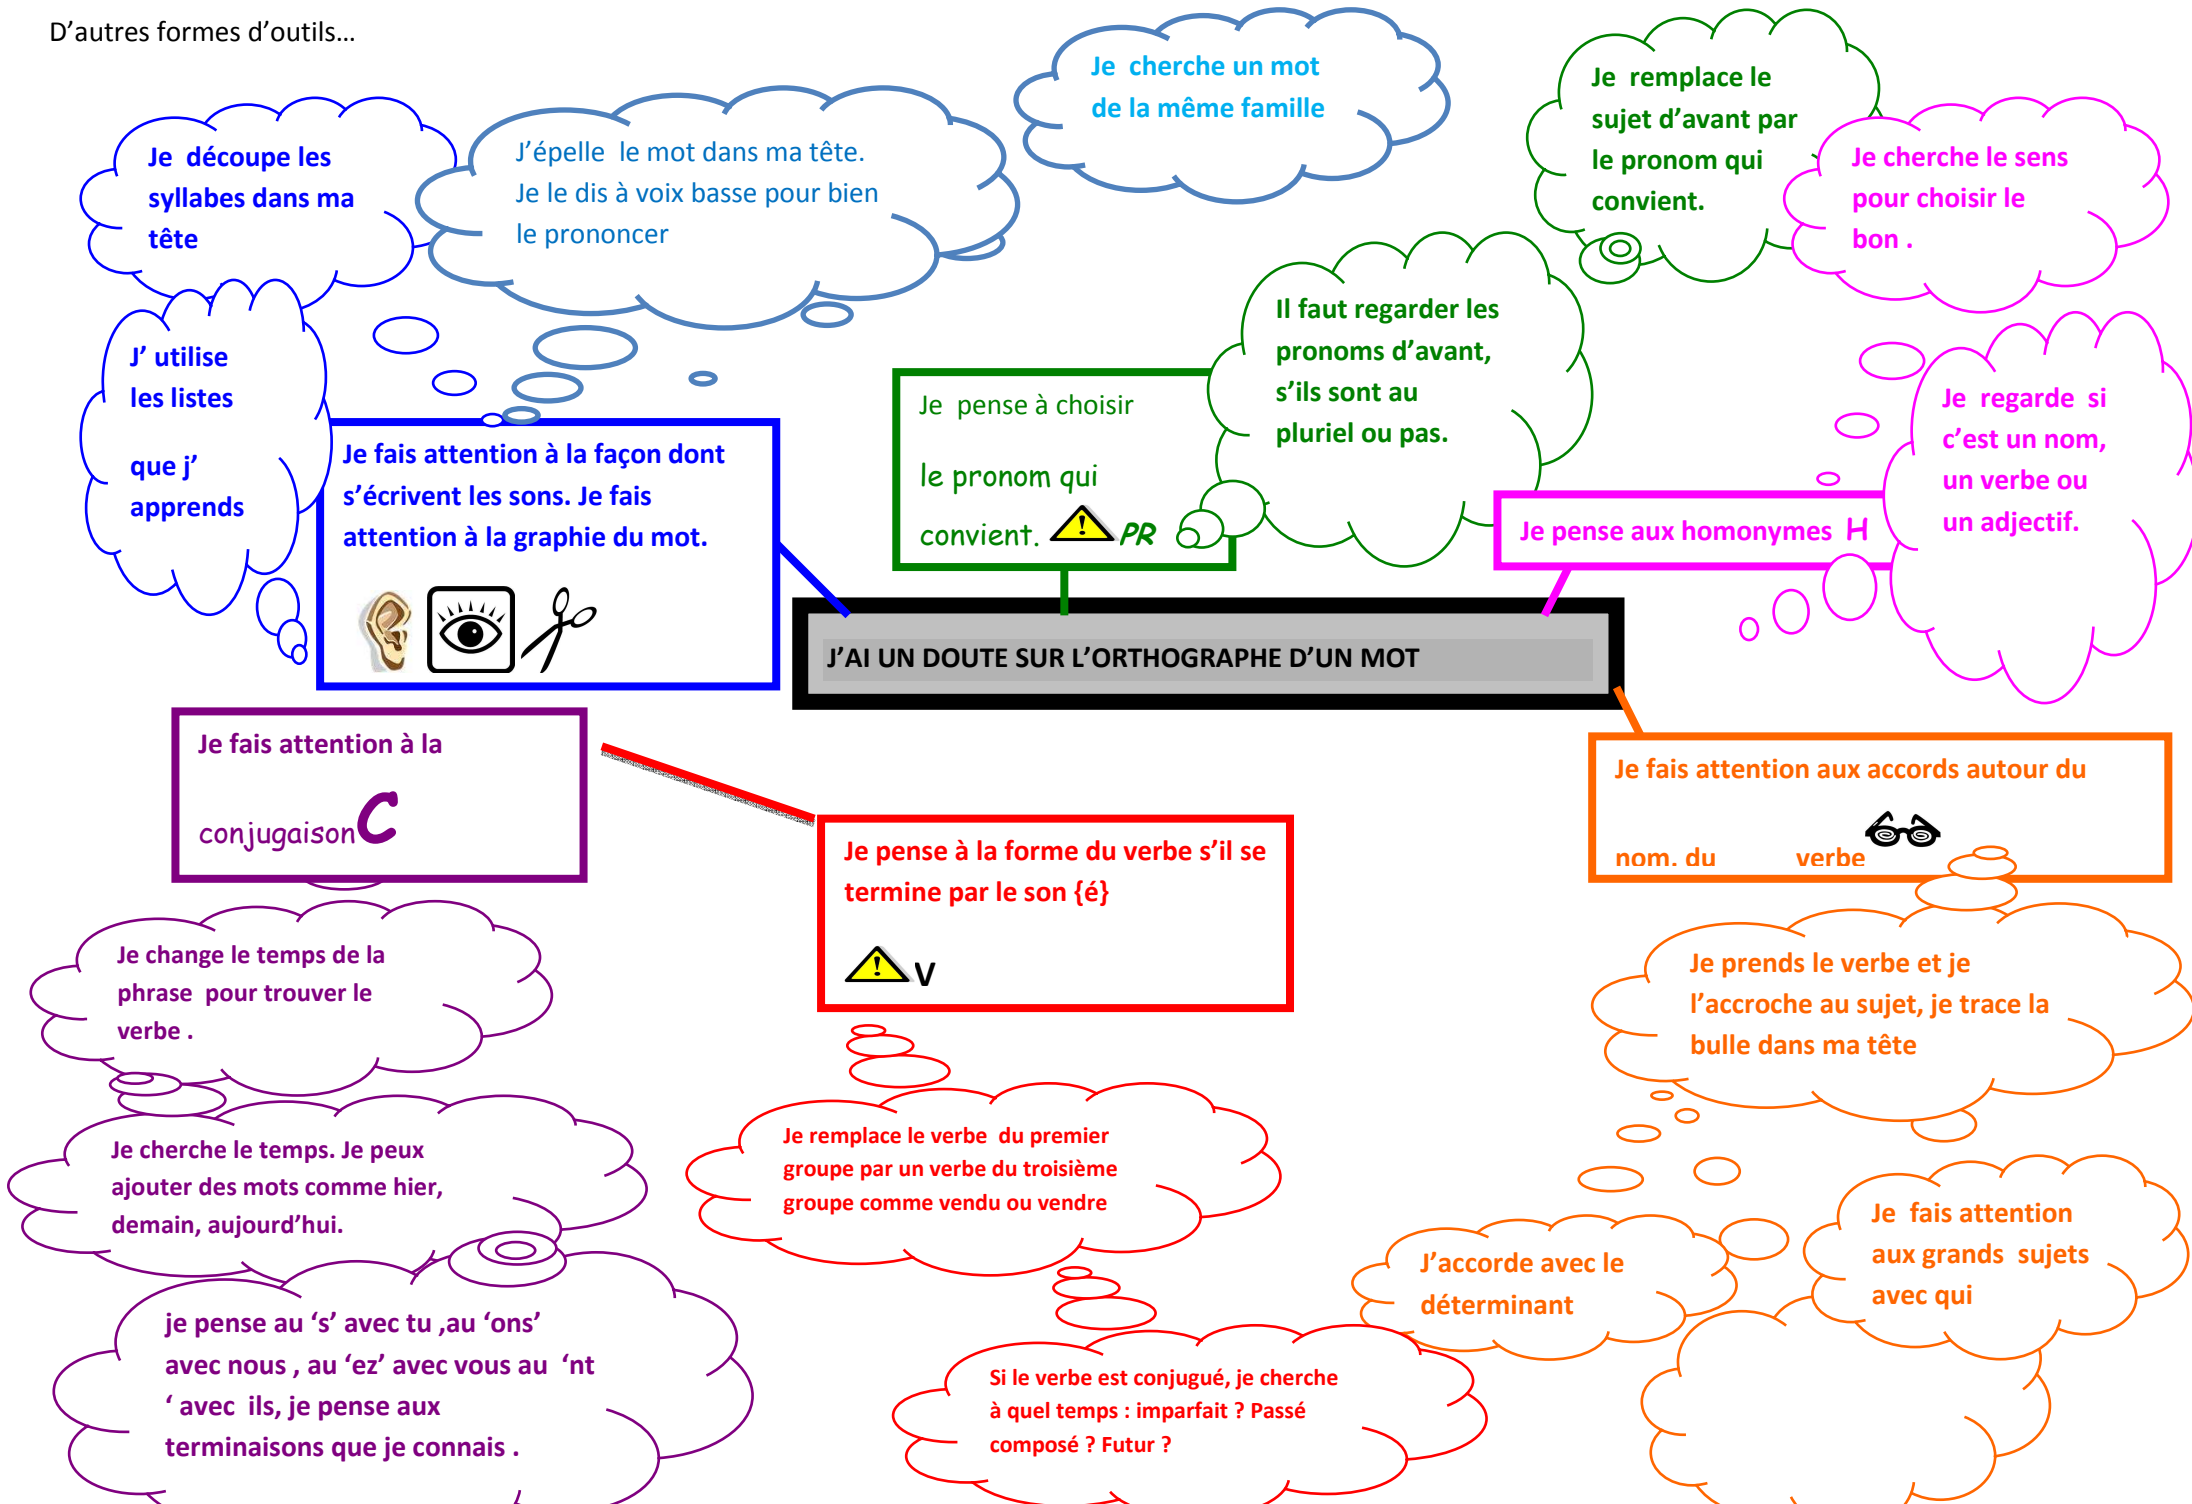 D’autres formes d’outils…
Je découpe les
syllabes dans ma
tête
J’épelle le mot dans ma tête.
Je le dis à voix basse pour bien
le prononcer
Je cherche un mot
de la même famille
Je remplace le
sujet d’avant par
le pronom qui
convient.
Je cherche le sens
pour choisir le
bon .
J’ utilise
les listes
que j’
apprends
Je fais attention à la façon dont
s’écrivent les sons. Je fais
attention à la graphie du mot.
Je pense à choisir
le pronom qui
convient. ! PR
Il faut regarder les
pronoms d’avant,
s’ils sont au
pluriel ou pas.
Je pense aux homonymes H
Je regarde si
c’est un nom,
un verbe ou
un adjectif.
J’AI UN DOUTE SUR L’ORTHOGRAPHE D’UN MOT
Je fais attention à la
conjugaison C
Je pense à la forme du verbe s’il se
termine par le son {é}
! V
Je fais attention aux accords autour du
nom, du verbe
Je change le temps de la
phrase pour trouver le
verbe .
Je cherche le temps. Je peux
ajouter des mots comme hier,
demain, aujourd’hui.
je pense au ‘s’ avec tu ,au ‘ons’
avec nous , au ‘ez’ avec vous au ‘nt
‘ avec ils, je pense aux
terminaisons que je connais .
Je remplace le verbe du premier
groupe par un verbe du troisième
groupe comme vendu ou vendre
Si le verbe est conjugué, je cherche
à quel temps : imparfait ? Passé
composé ? Futur ?
Je prends le verbe et je
l’accroche au sujet, je trace la
bulle dans ma tête
J’accorde avec le
déterminant
Je fais attention
aux grands sujets
avec qui